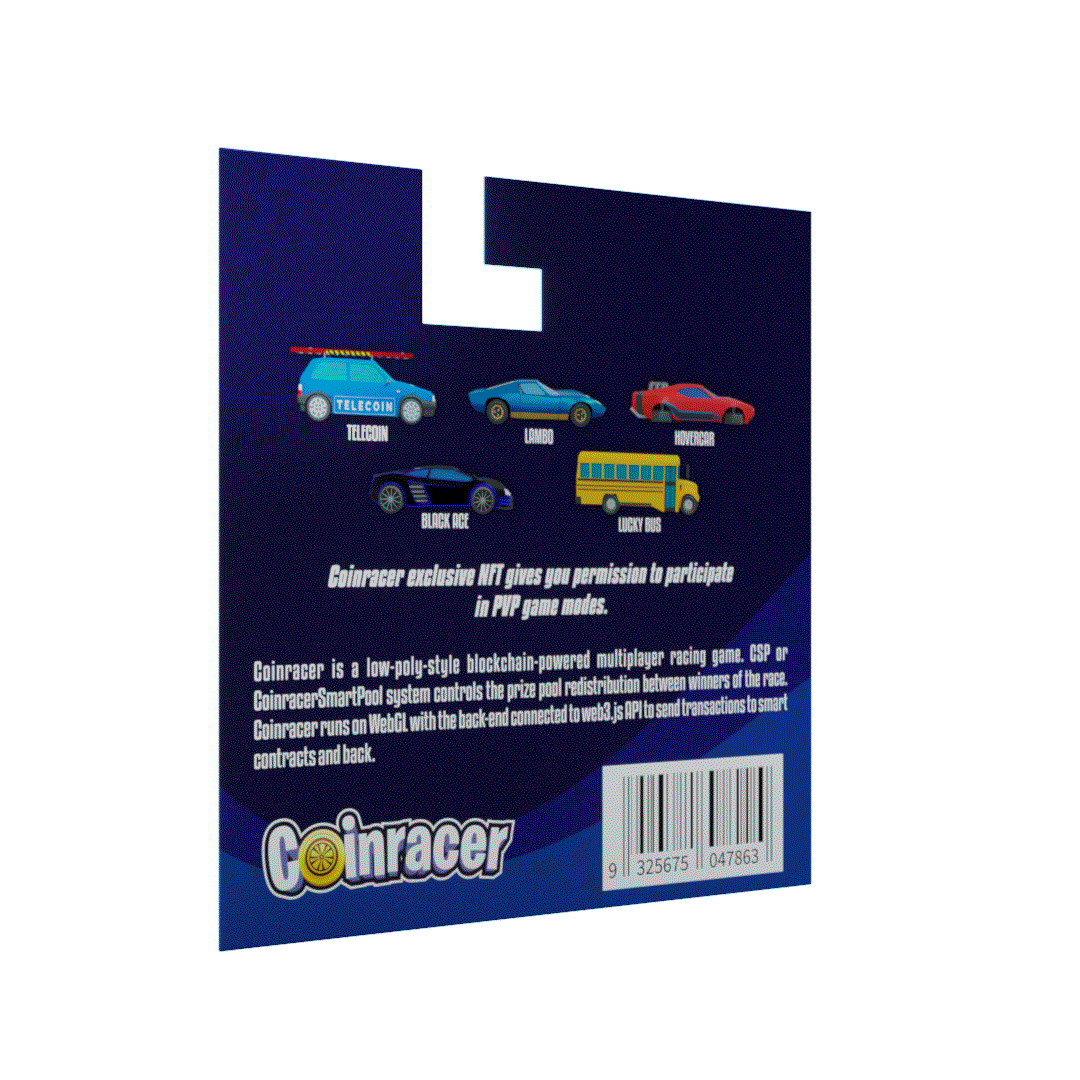 TELECOIN
TELECOIN
LAMBO
HOVERCAR
BLACK ACE
LUCKY BUS
Coinracer exclusive NFT gives you permission to participate
in PVP game modes.
Coinracer is a low-poly-style blockchain-powered multiplayer racing game. CSP or
CoinracerSmartPool system controls the prize pool redistribution between winners of the race.
Coinracer runs on WebGL with the back-end connected to web3.js API to send transactions to smart
contracts and back.
Coinracer
9 325675 047863